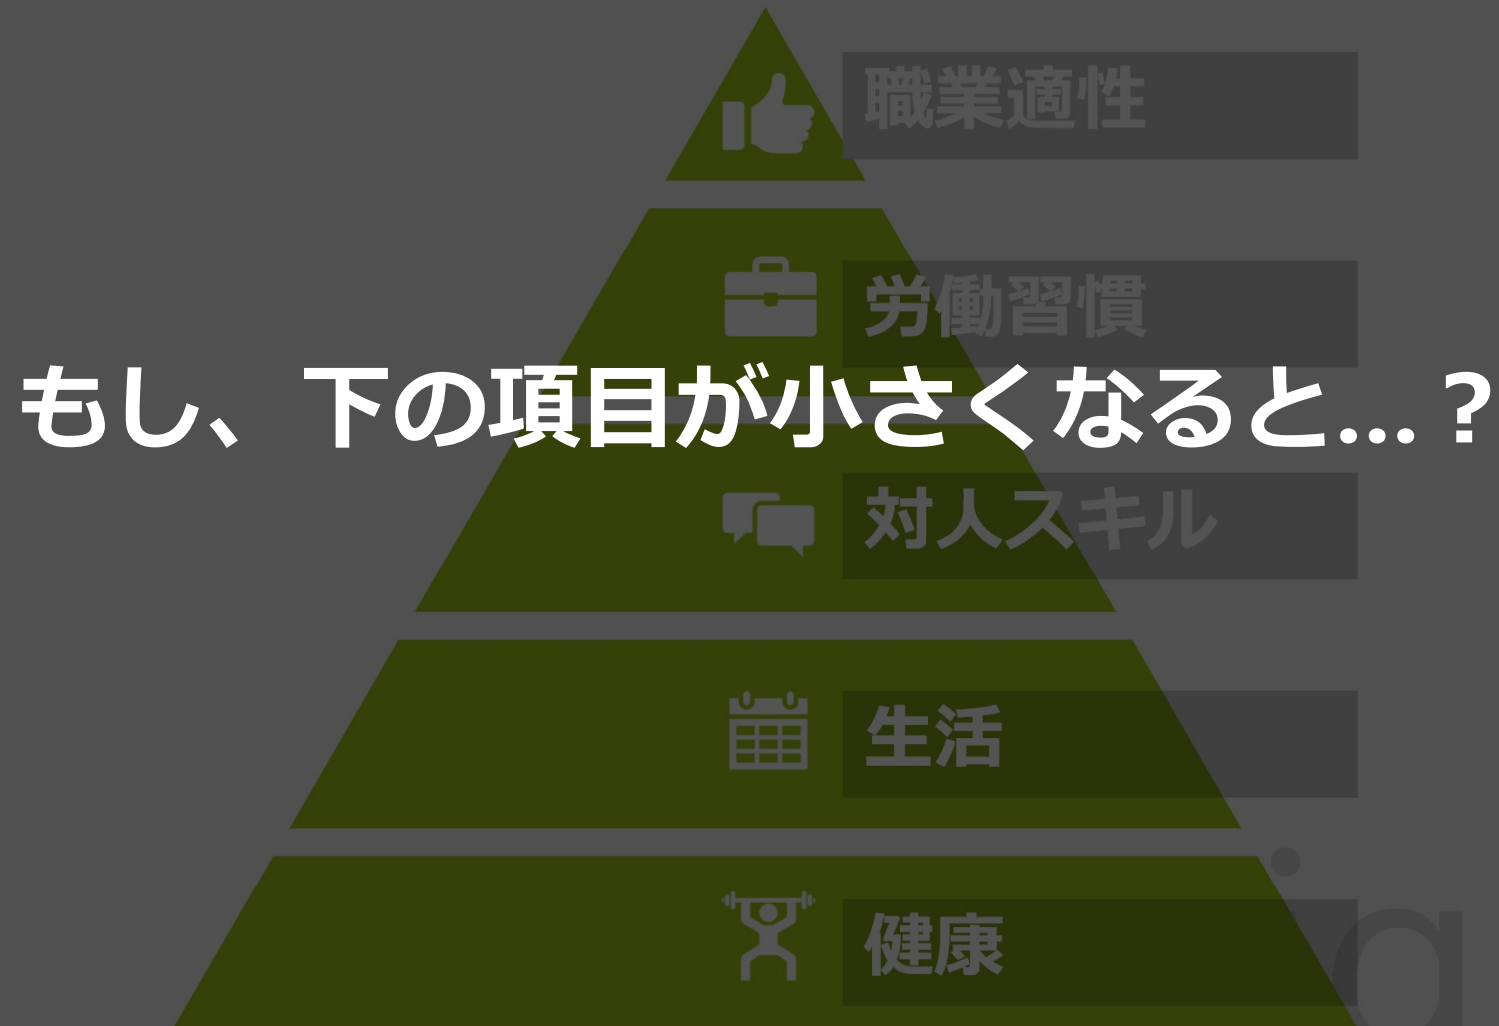 職業適性
労働習慣
もし、下の項目が小さくなると…？
対人スキル
生活
健康